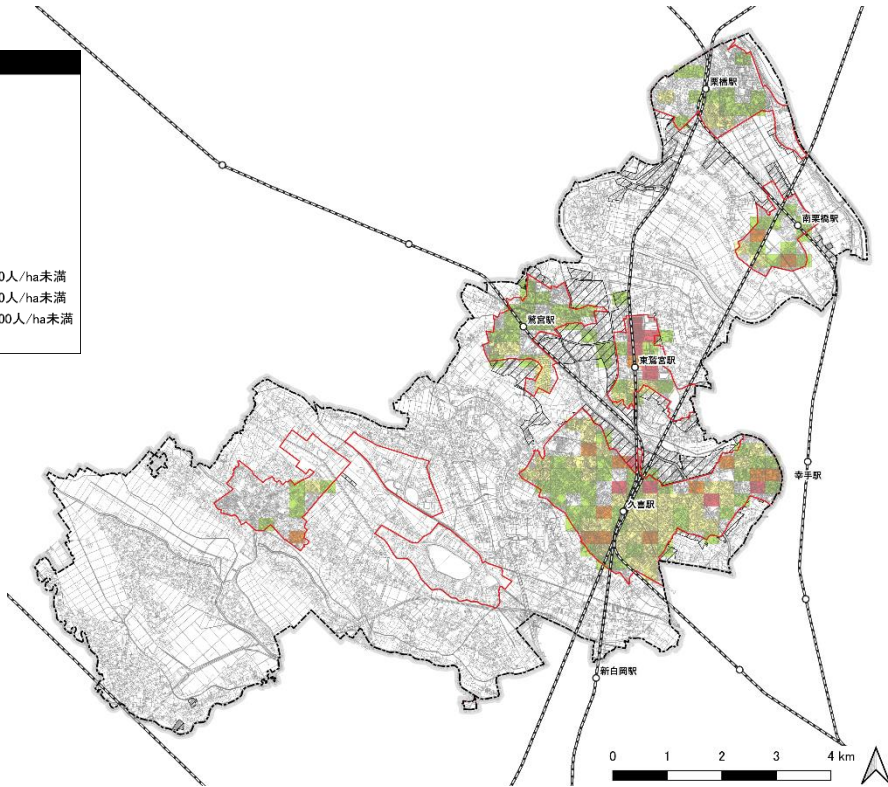 栗橋駅
南栗橋駅
0人/ha未満
0人/ha未満
00人/ha未満
鷲宮駅
東鷲宮駅
幸手駅
久喜駅
新白岡駅
0 1 2 3 4 km